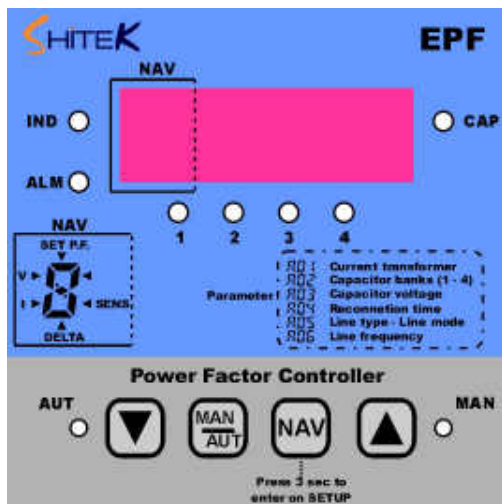 SHITEK
EPF
NAV
IND
CAP
ALM
1 2 3 4
NAV
SET P.F.
V
I
SENS.
DELTA
Parameter
A01 Current transformer
A02 Capacitor banks (1 - 4)
A03 Capacitor voltage
A04 Reconnetion time
A05 Line type - Line mode
A06 Line frequency
Power Factor Controller
AUT
MAN
AUT
NAV
MAN
Press 3 sec to
enter on SETUP